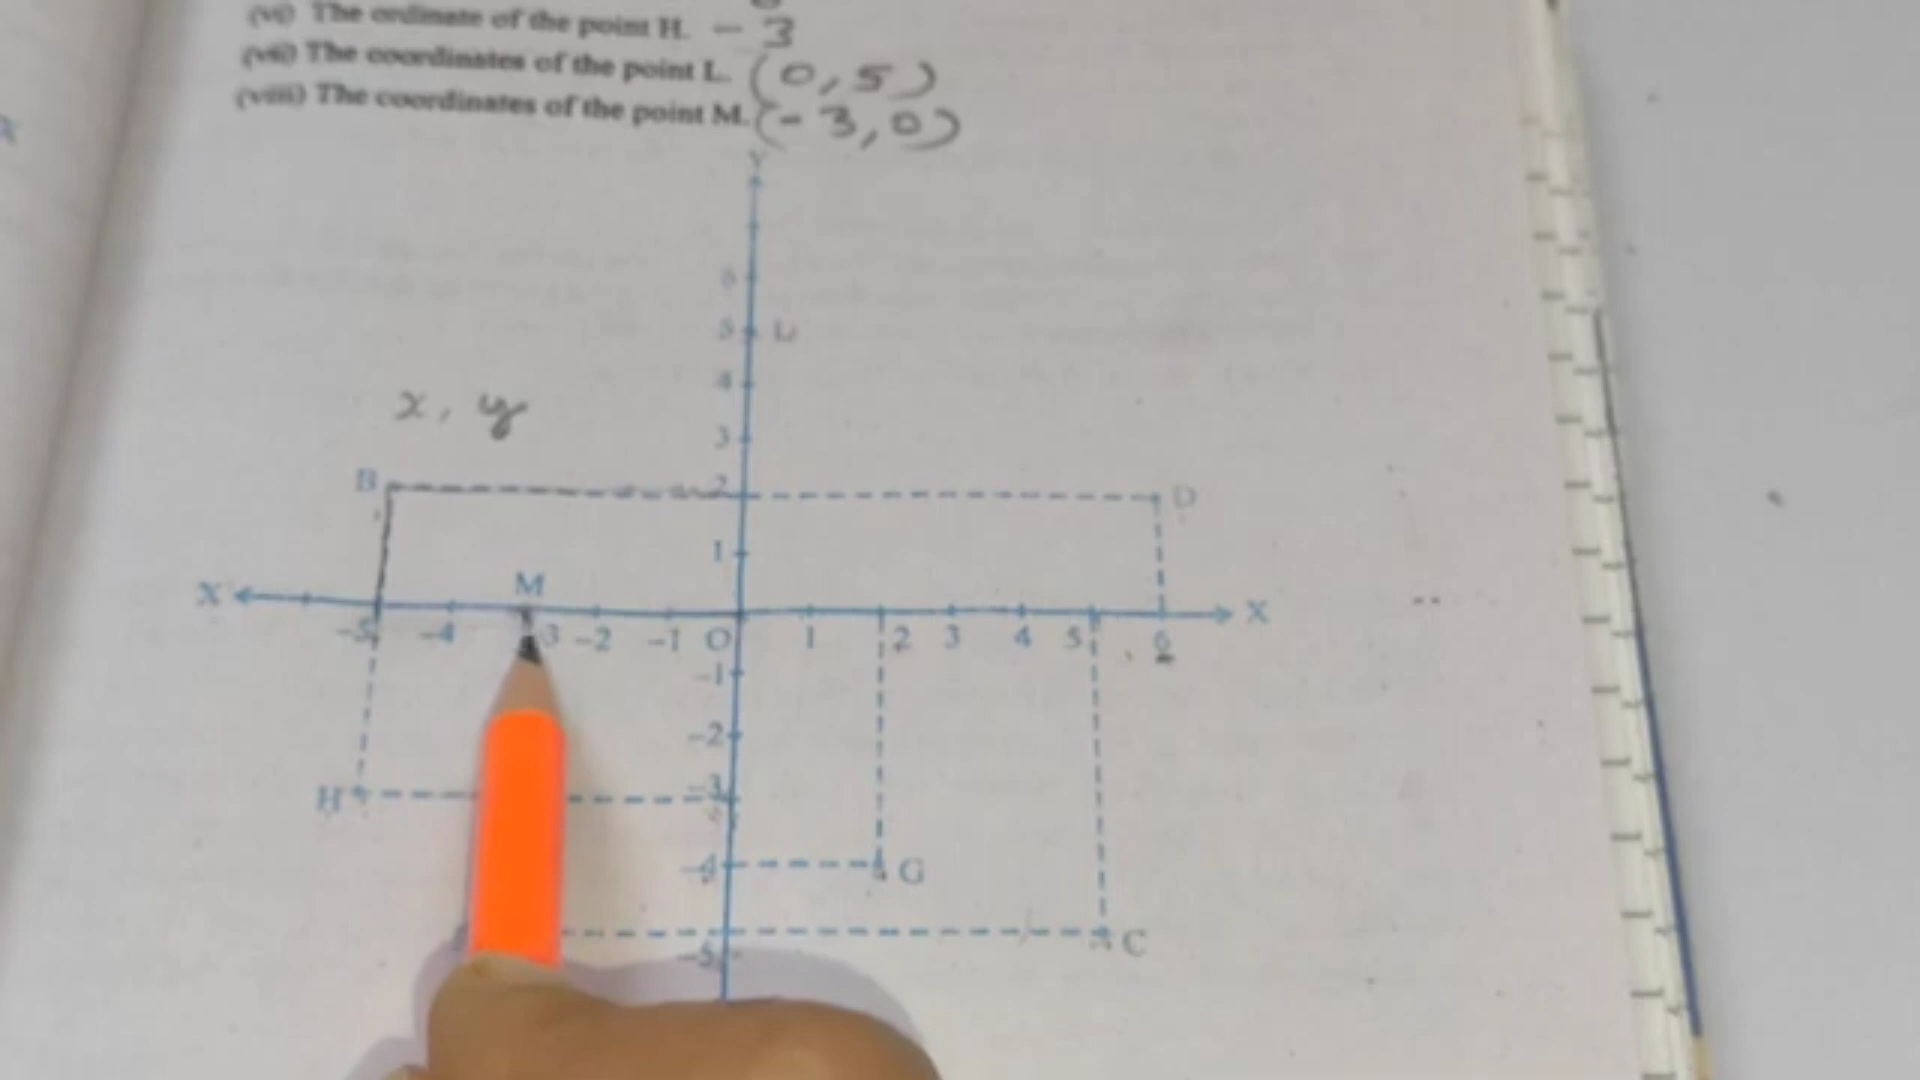 (vi) The ordinate of the point H. - 3
(vii) The coordinates of the point L. (0,5)
(viii) The coordinates of the point M. (-3,0)
Y
6
5 L
4
x, y
3
B 2 D
1
M
X X
-5 -4 3 -2 -1 O 1 2 3 4 5 6
-1
-2
H -3
-4 G
C
-5